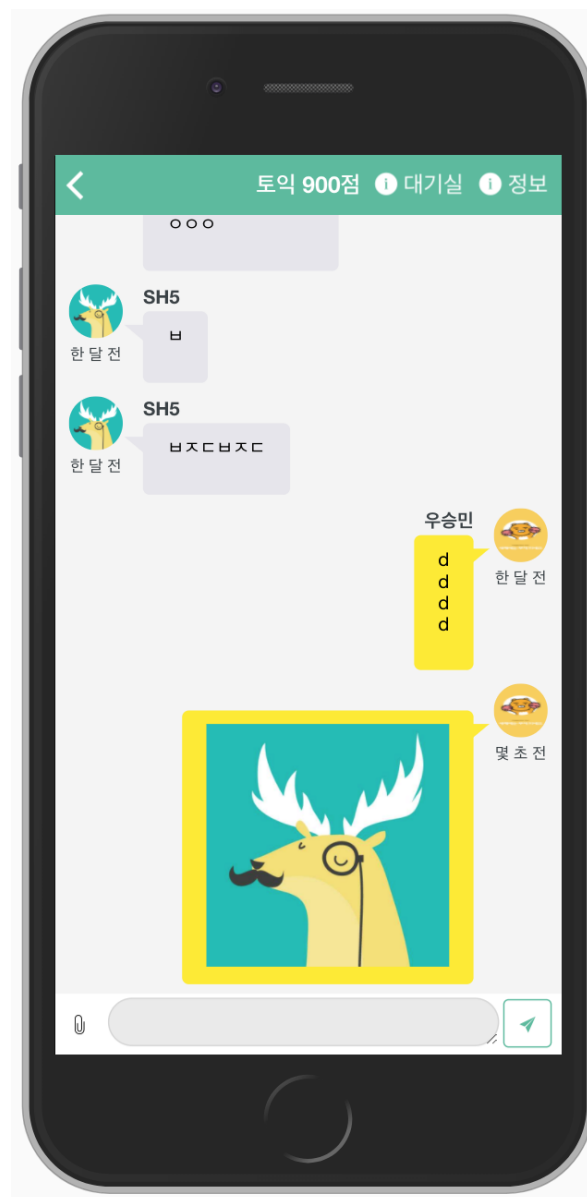 토익 900점 대기실 정보
ㅇㅇㅇ
SH5
ㅂ
한 달 전
SH5
ㅂㅈㄷㅂㅈㄷ
한 달 전
우승민
d
d
d
d
한 달 전
몇 초 전